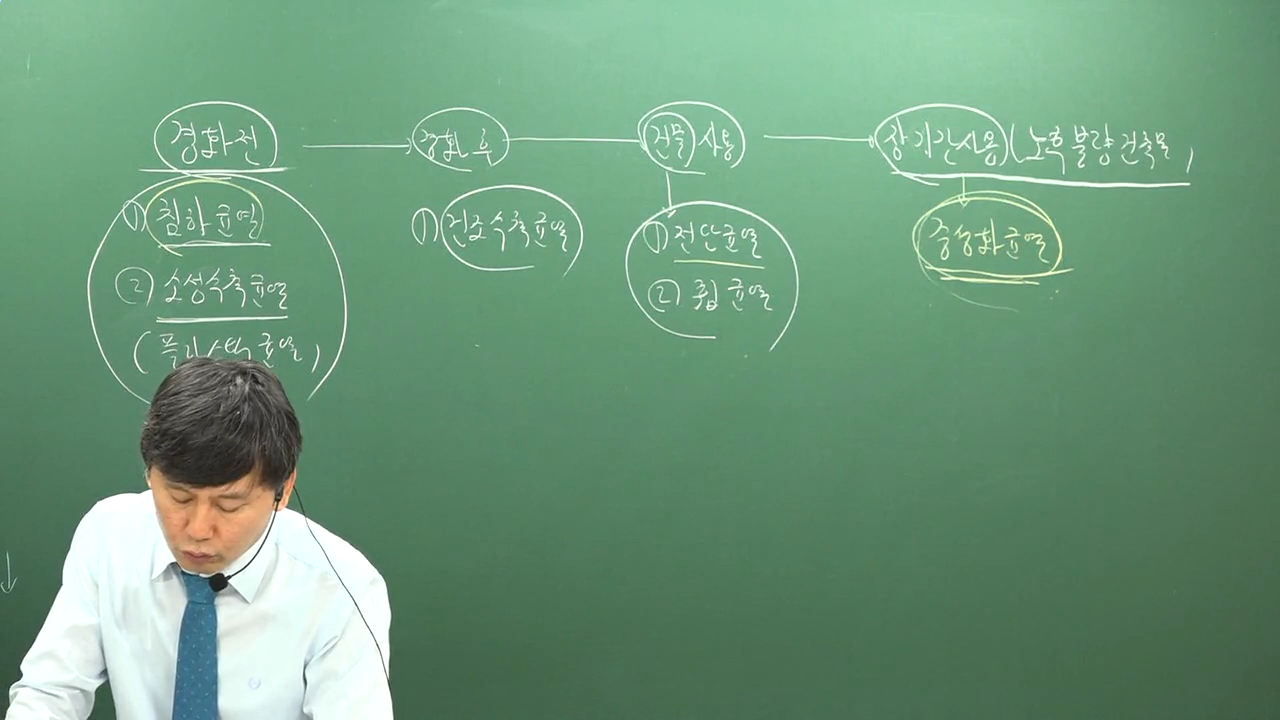 경화전
경화 후
건물 사용
장기간 사용 (노후 불량 건축물)
① 침하균열
② 소성수축균열
(플라스틱 균열)
① 건조수축균열
① 전단균열
② 휨 균열
중성화균열